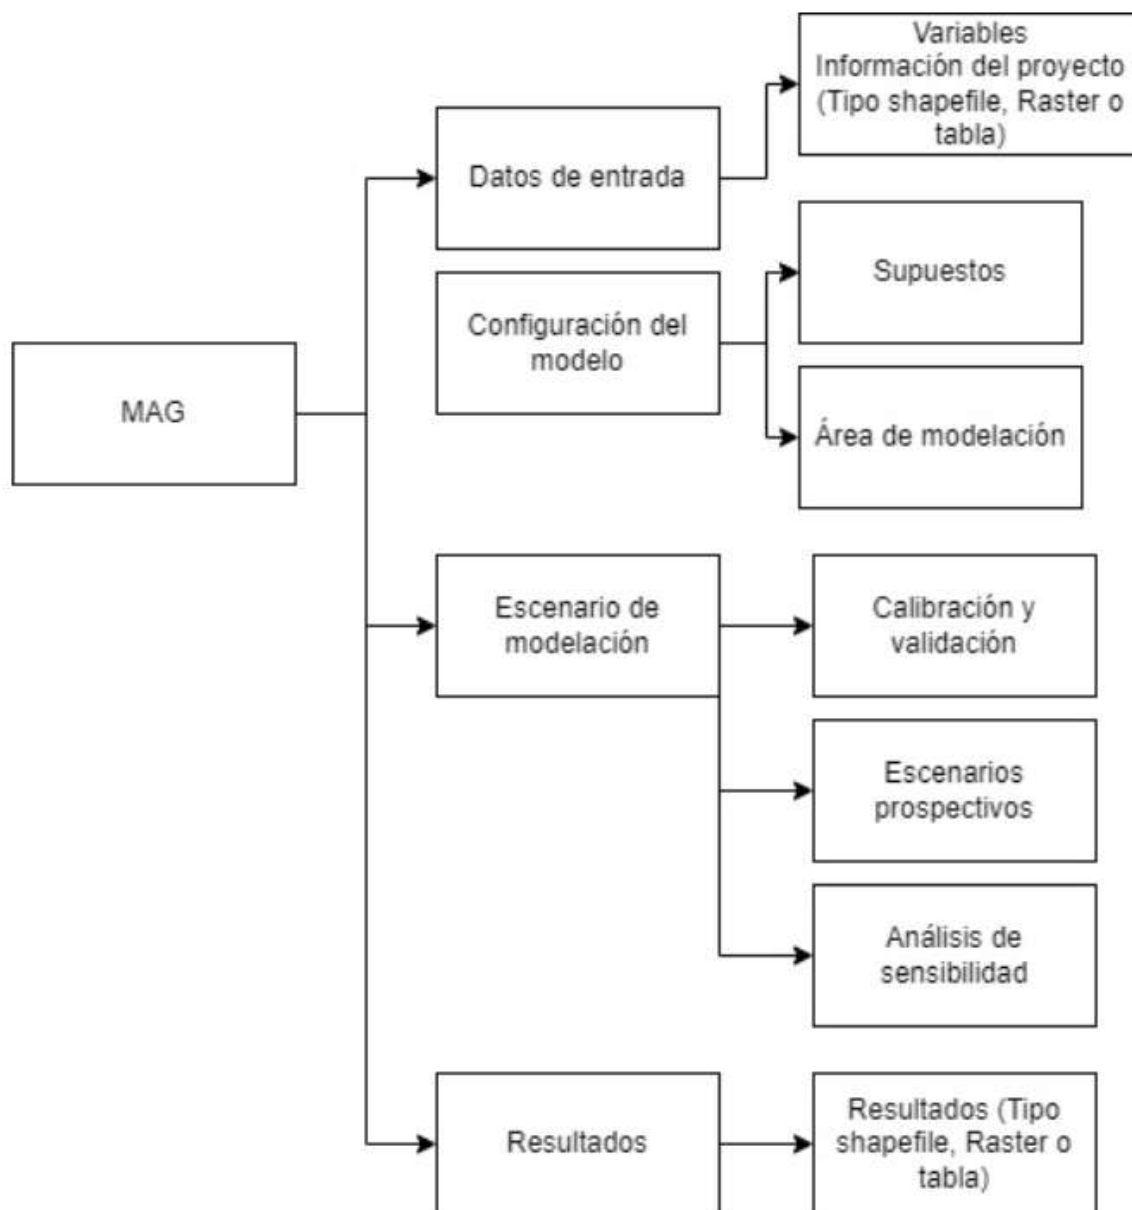 Variables
Información del proyecto
(Tipo shapefile, Raster o
tabla)
Datos de entrada
Supuestos
Configuración del
modelo
MAG
Área de modelación
Escenario de
modelación
Calibración y
validación
Escenarios
prospectivos
Análisis de
sensibilidad
Resultados
Resultados (Tipo
shapefile, Raster o
tabla)